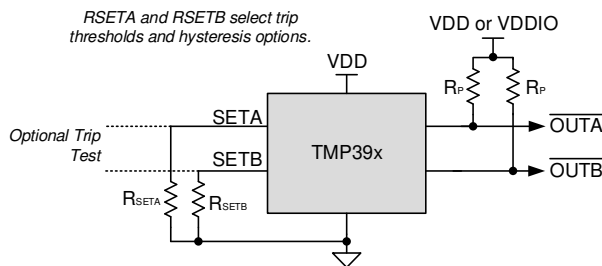 RSETA and RSETB select trip
thresholds and hysteresis options.
VDD or VDDIO
VDD
RP
RP
SETA
OUTA
Optional Trip
Test
TMP39x
SETB
OUTB
RSETA
RSETB